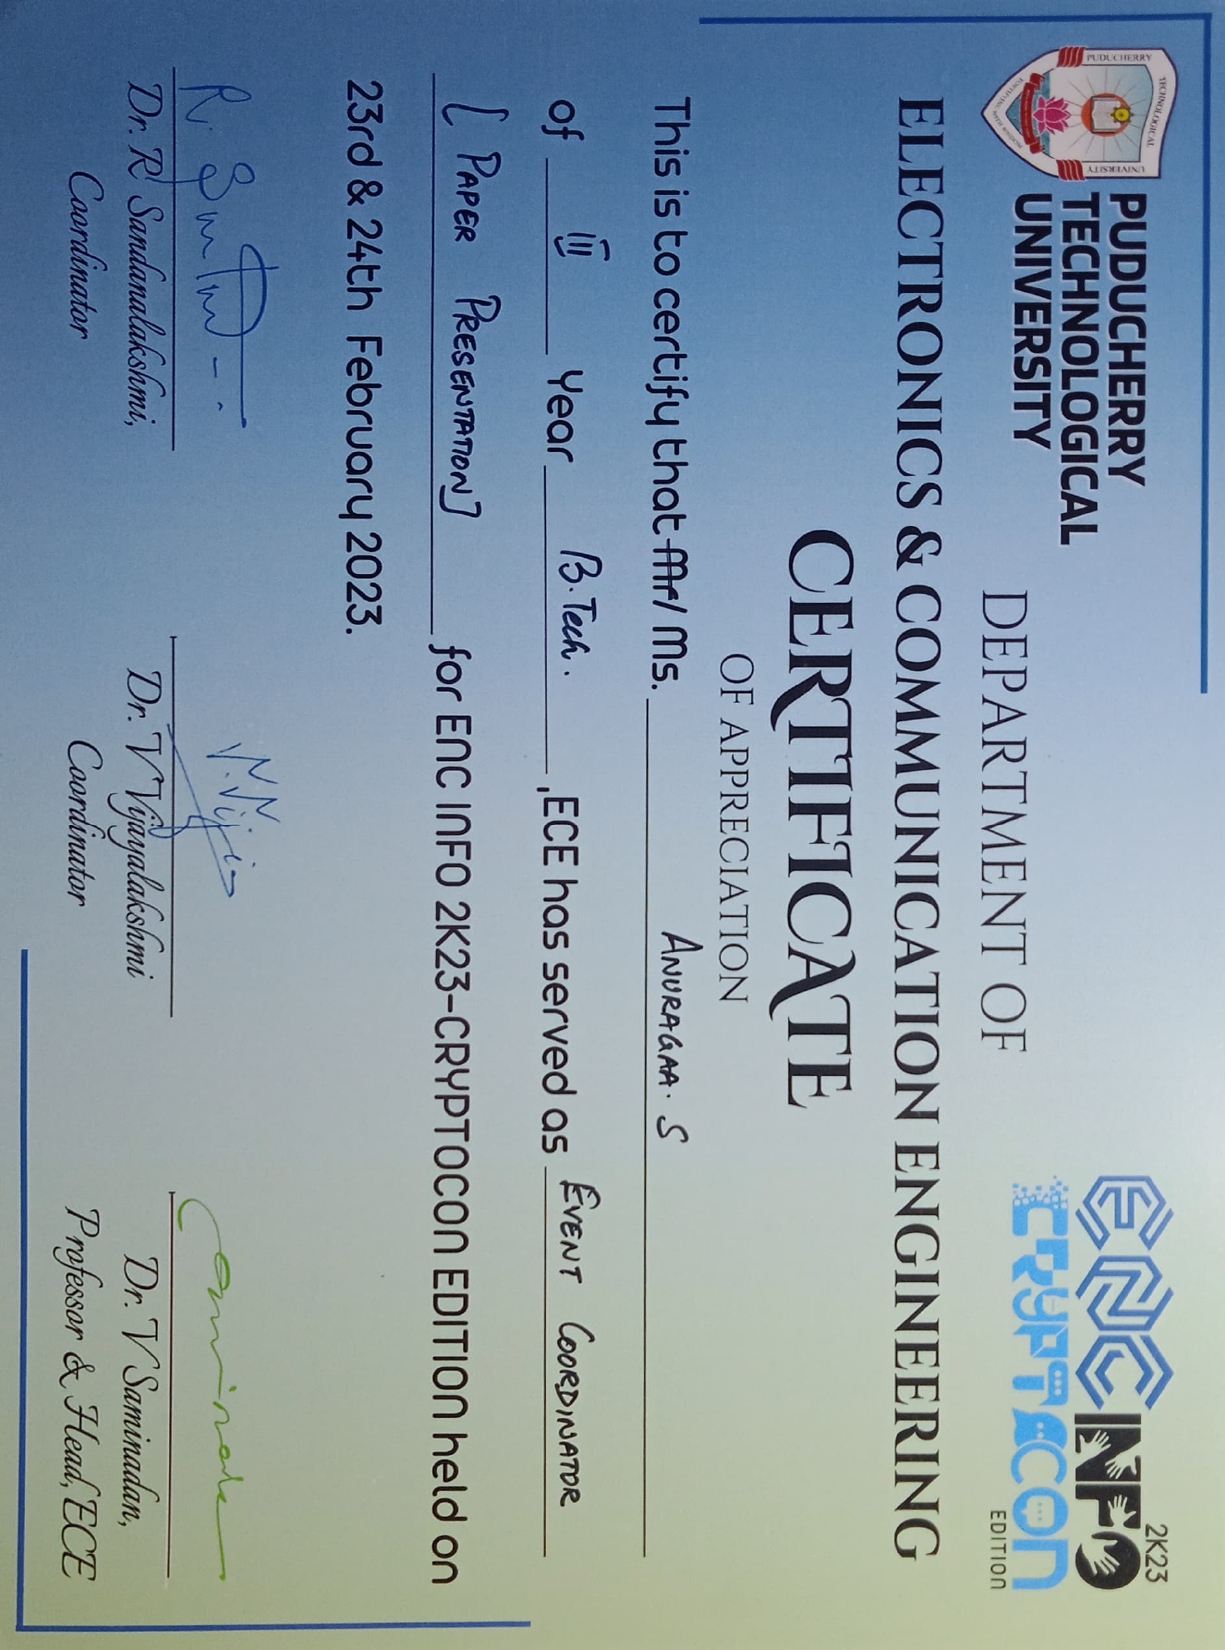 PUDUCHERRY
TECHNOLOGICAL
UNIVERSITY
PUDUCHERRY TECHNOLOGICAL UNIVERSITY
2K23
ENC INFO
CRYPTOCON
EDITION
DEPARTMENT OF
ELECTRONICS & COMMUNICATION ENGINEERING
CERTIFICATE
OF APPRECIATION
This is to certify that Mr/ Ms. ANURAGAA. S
of III Year B.Tech. ,ECE has served as EVENT COORDINATOR
[PAPER PRESENTATION] for ENC INFO 2K23-CRYPTOCON EDITION held on
23rd & 24th February 2023.
Dr. R Sandanalakshmi,
Coordinator
Dr. V Vijayalakshmi
Coordinator
Dr. V Saminadan,
Professor & Head, ECE